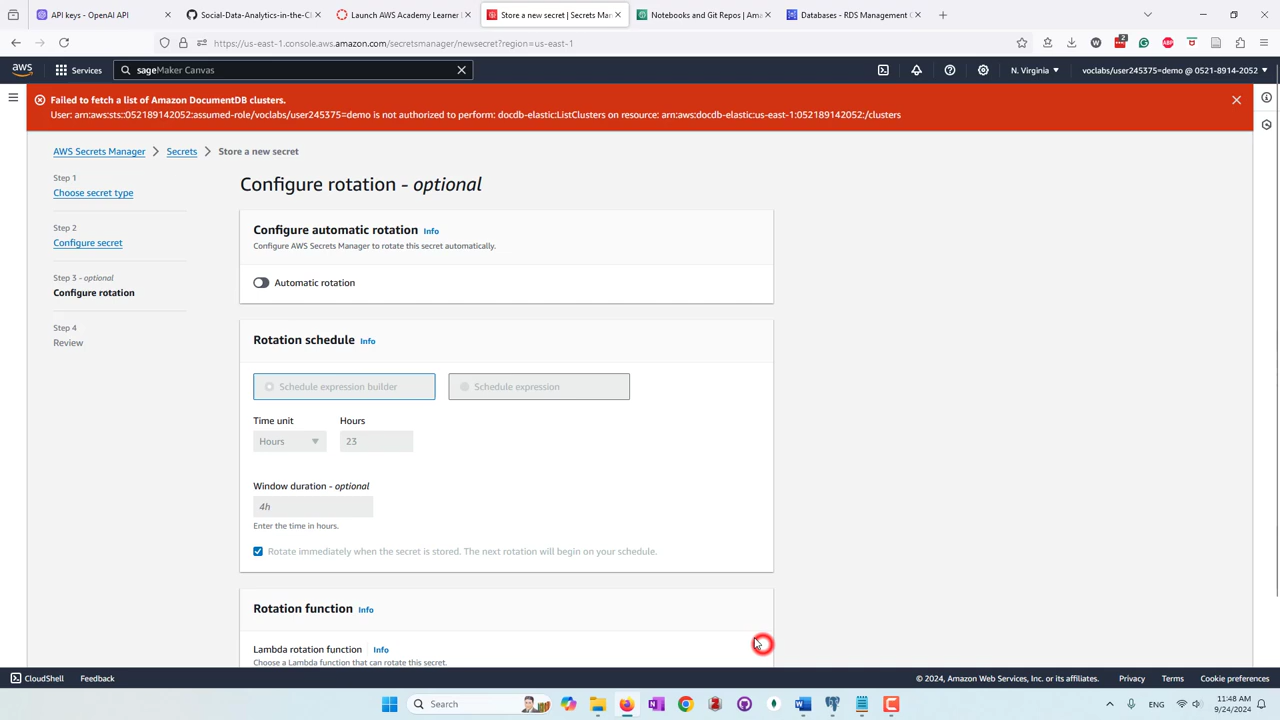 API keys - OpenAI API
Social-Data-Analytics-in-the-C
Launch AWS Academy Learner L
Store a new secret | Secrets Man
Notebooks and Git Repos | Ama
Databases - RDS Management C
https://us-east-1.console.aws.amazon.com/secretsmanager/newsecret?region=us-east-1
2
ABP
aws
Services
sageMaker Canvas
N. Virginia
voclabs/user245375=demo @ 0521-8914-2052
Failed to fetch a list of Amazon DocumentDB clusters.
User: arn:aws:sts::052189142052:assumed-role/voclabs/user245375=demo is not authorized to perform: docdb-elastic:ListClusters on resource: arn:aws:docdb-elastic:us-east-1:052189142052:/clusters
AWS Secrets Manager
Secrets
Store a new secret
Step 1
Choose secret type
Step 2
Configure secret
Step 3 - optional
Configure rotation
Step 4
Review
Configure rotation - optional
Configure automatic rotation Info
Configure AWS Secrets Manager to rotate this secret automatically.
Automatic rotation
Rotation schedule Info
Schedule expression builder
Schedule expression
Time unit
Hours
Hours
23
Window duration - optional
4h
Enter the time in hours.
Rotate immediately when the secret is stored. The next rotation will begin on your schedule.
Rotation function Info
Lambda rotation function Info
Choose a Lambda function that can rotate this secret.
CloudShell
Feedback
© 2024, Amazon Web Services, Inc. or its affiliates.
Privacy
Terms
Cookie preferences
Search
ENG
11:48 AM
9/24/2024